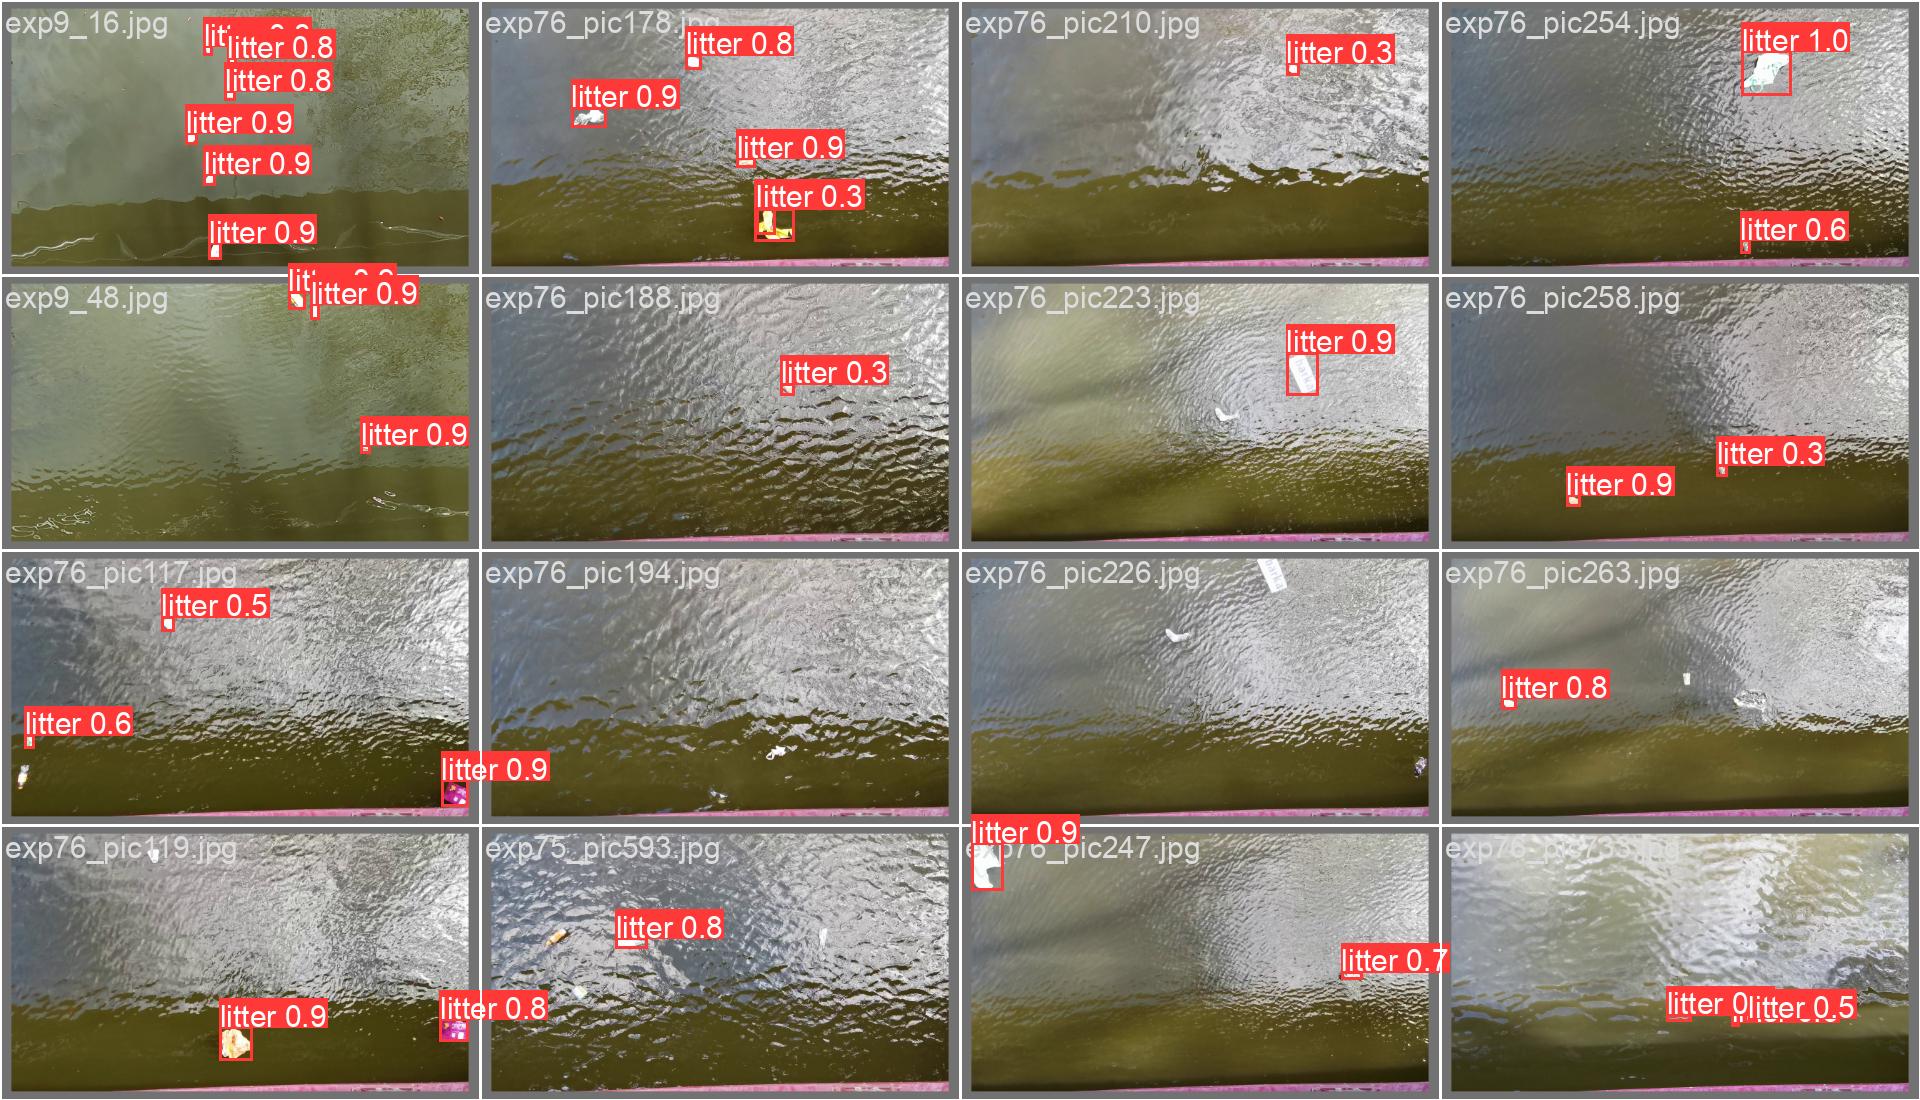 exp9_16.jpg
litter 0.8
litter 0.8
litter 0.9
litter 0.9
litter 0.9
exp76_pic178.jpg
litter 0.8
litter 0.9
litter 0.9
litter 0.3
exp76_pic210.jpg
litter 0.3
exp76_pic254.jpg
litter 1.0
litter 0.6
exp9_48.jpg
litter 0.9
litter 0.9
exp76_pic188.jpg
litter 0.3
exp76_pic223.jpg
litter 0.9
exp76_pic258.jpg
litter 0.3
litter 0.9
exp76_pic117.jpg
litter 0.5
litter 0.6
litter 0.9
exp76_pic194.jpg
exp76_pic226.jpg
exp76_pic263.jpg
litter 0.8
exp76_pic119.jpg
litter 0.9
litter 0.8
exp75_pic593.jpg
litter 0.8
litter 0.9
exp76_pic247.jpg
litter 0.7
litter
litter 0.5